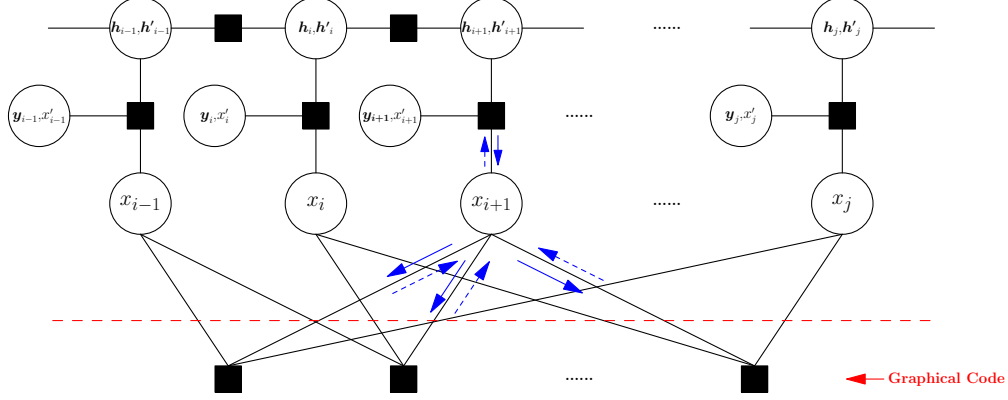 h_{i-1},h'_{i-1} h_i,h'_i h_{i+1},h'_{i+1} ...... h_j,h'_j
y_{i-1},x'_{i-1} y_i,x'_i y_{i+1},x'_{i+1} ...... y_j,x'_j
x_{i-1} x_i x_{i+1} ...... x_j
...... Graphical Code